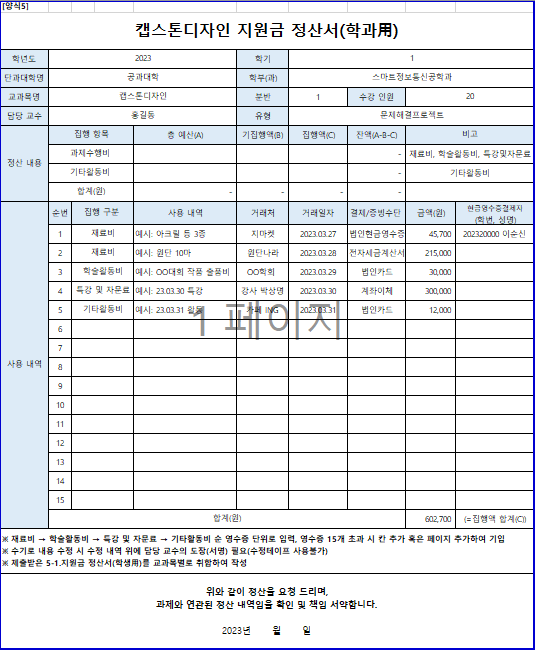 [양식5]
캡스톤디자인 지원금 정산서(학과用)
학년도 2023 학기 1
단과대학명 공과대학 학부(과) 스마트정보통신공학과
교과목명 캡스톤디자인 분반 1 수강 인원 20
담당 교수 홍길동 유형 문제해결프로젝트
정산 내용 집행 항목 총 예산(A) 기집행액(B) 집행액(C) 잔액(A-B-C) 비고
과제수행비 - 재료비, 학술활동비, 특강및자문료
기타활동비 - 기타활동비
합계(원) - - - -
사용 내역 순번 집행 구분 사용 내역 거래처 거래일자 결제/증빙수단 금액(원) 현금영수증결제자
(학번, 성명)
1 재료비 예시: 아크릴 등 3종 지마켓 2023.03.27 법인현금영수증 45,700 202320000 이순신
2 재료비 예시: 원단 10마 원단나라 2023.03.28 전자세금계산서 215,000
3 학술활동비 예시: OO대회 작품 출품비 OO학회 2023.03.29 법인카드 30,000
4 특강 및 자문료 예시: 23.03.30 특강 강사 박상명 2023.03.30 계좌이체 300,000
5 기타활동비 예시: 23.03.31 활동 카페 ING 2023.03.31 법인카드 12,000
1 페이지
6
7
8
9
10
11
12
13
14
15
합계(원) 602,700 (=집행액 합계(C))
※ 재료비 → 학술활동비 → 특강 및 자문료 → 기타활동비 순 영수증 단위로 입력, 영수증 15개 초과 시 칸 추가 혹은 페이지 추가하여 기입
※ 수기로 내용 수정 시 수정 내역 위에 담당 교수의 도장(서명) 필요(수정테이프 사용불가)
※ 제출받은 5-1.지원금 정산서(학생用)를 교과목별로 취합하여 작성
위와 같이 정산을 요청 드리며,
과제와 연관된 정산 내역임을 확인 및 책임 서약합니다.
2023년 월 일